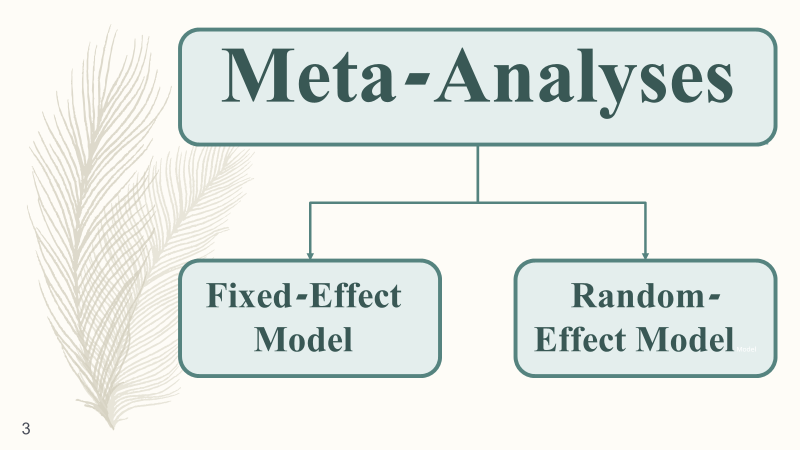 Meta-Analyses
Fixed-Effect
Model
Random-
Effect Model
3